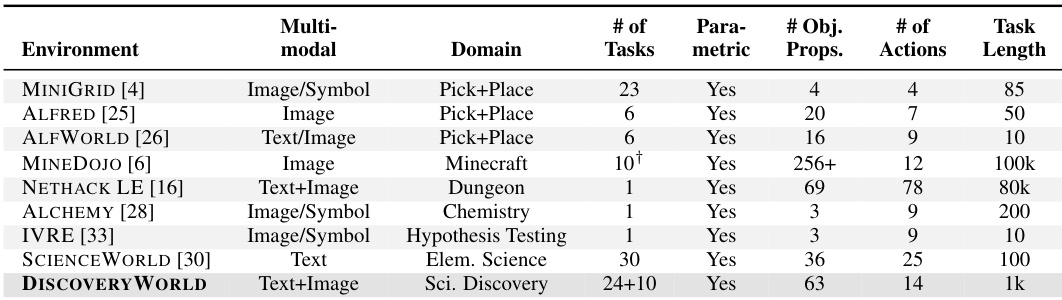 Multi- # of Para- # Obj. # of Task
Environment modal Domain Tasks metric Props. Actions Length
MINIGRID [4] Image/Symbol Pick+Place 23 Yes 4 4 85
ALFRED [25] Image Pick+Place 6 Yes 20 7 50
ALFWORLD [26] Text/Image Pick+Place 6 Yes 16 9 10
MINEDOJO [6] Image Minecraft 10† Yes 256+ 12 100k
NETHACK LE [16] Text+Image Dungeon 1 Yes 69 78 80k
ALCHEMY [28] Image/Symbol Chemistry 1 Yes 3 9 200
IVRE [33] Image/Symbol Hypothesis Testing 1 Yes 3 9 10
SCIENCEWORLD [30] Text Elem. Science 30 Yes 36 25 100
DISCOVERYWORLD Text+Image Sci. Discovery 24+10 Yes 63 14 1k